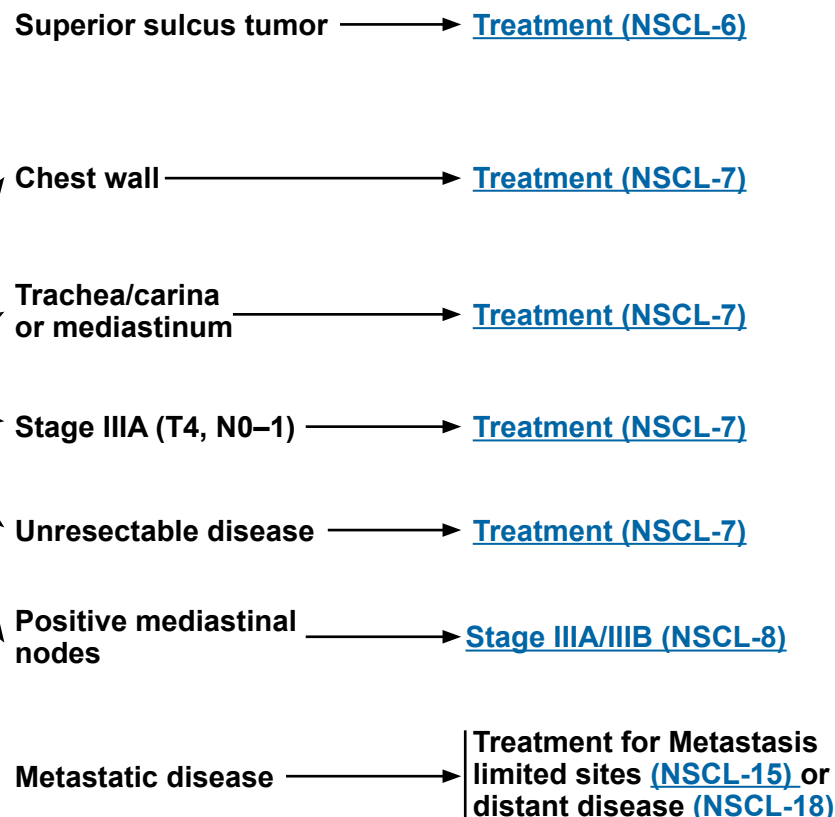 Superior sulcus tumor Treatment (NSCL-6)
Chest wall Treatment (NSCL-7)
Trachea/carina
or mediastinum Treatment (NSCL-7)
Stage IIIA (T4, N0–1) Treatment (NSCL-7)
Unresectable disease Treatment (NSCL-7)
Positive mediastinal
nodes Stage IIIA/IIIB (NSCL-8)
Metastatic disease
Treatment for Metastasis
limited sites (NSCL-15) or
distant disease (NSCL-18)